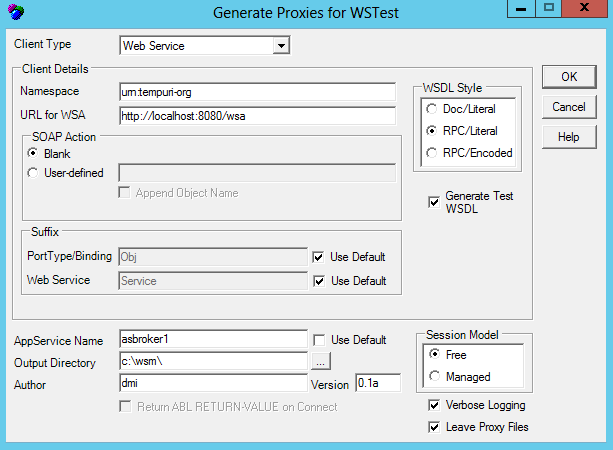 Generate Proxies for WSTest
Client Type
Web Service
Client Details
Namespace
urn:tempuri-org
URL for WSA
http://localhost:8080/wsa
SOAP Action
Blank
User-defined
Append Object Name
WSDL Style
Doc/Literal
RPC/Literal
RPC/Encoded
Generate Test
WSDL
OK
Cancel
Help
Suffix
PortType/Binding
Obj
Use Default
Web Service
Service
Use Default
AppService Name
asbroker1
Use Default
Output Directory
c:\wsm\
...
Author
dmi
Version
0.1a
Return ABL RETURN-VALUE on Connect
Session Model
Free
Managed
Verbose Logging
Leave Proxy Files